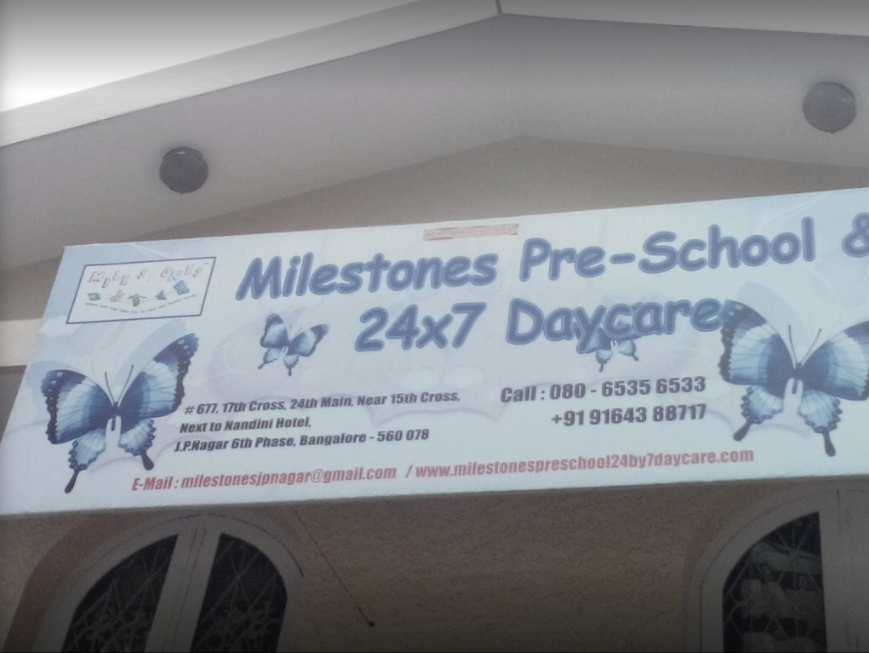 Milestones Pre-School &
24x7 Daycare
# 677, 17th Cross, 24th Main, Near 15th Cross,
Next to Nandini Hotel,
J.P.Nagar 6th Phase, Bangalore - 560 078
Call : 080 - 6535 6533
+91 91643 88717
E-Mail : milestonesjpnagar@gmail.com / www.milestonespreschool24by7daycare.com